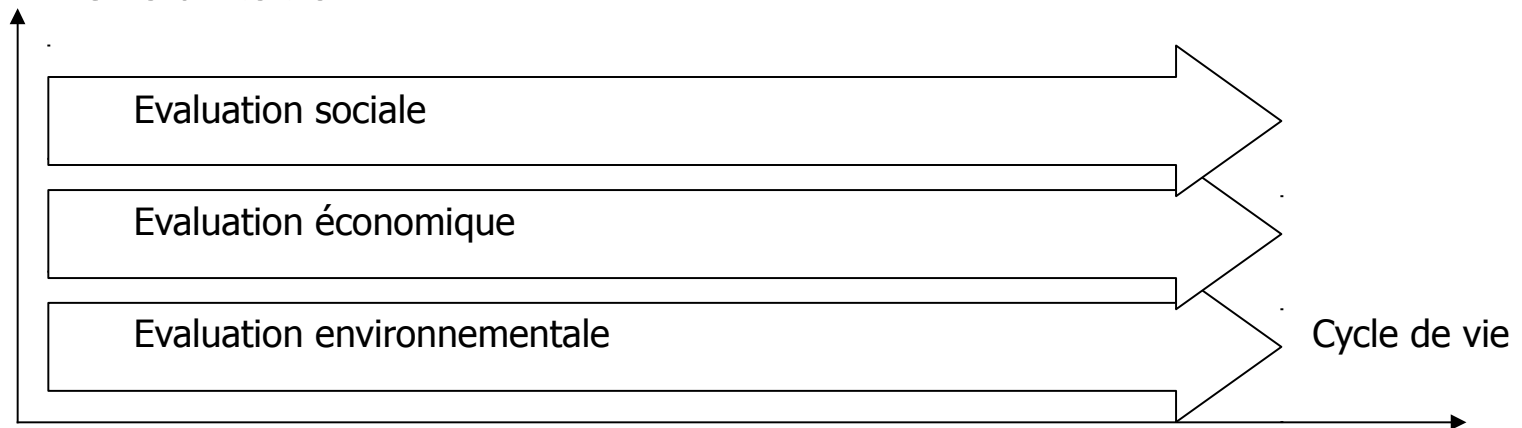 Evaluation sociale
Evaluation économique
Evaluation environnementale
Cycle de vie